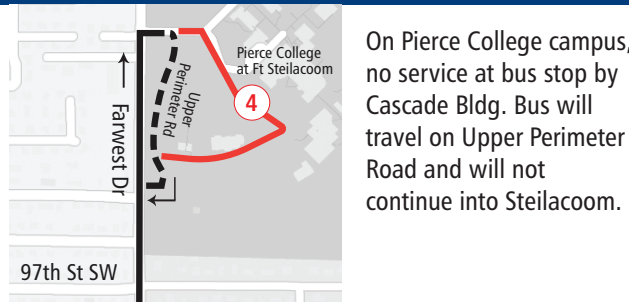 Pierce College
at Ft Steilacoom
Upper
Perimeter Rd
4
Farwest Dr
97th St SW
On Pierce College campus,
no service at bus stop by
Cascade Bldg. Bus will
travel on Upper Perimeter
Road and will not
continue into Steilacoom.